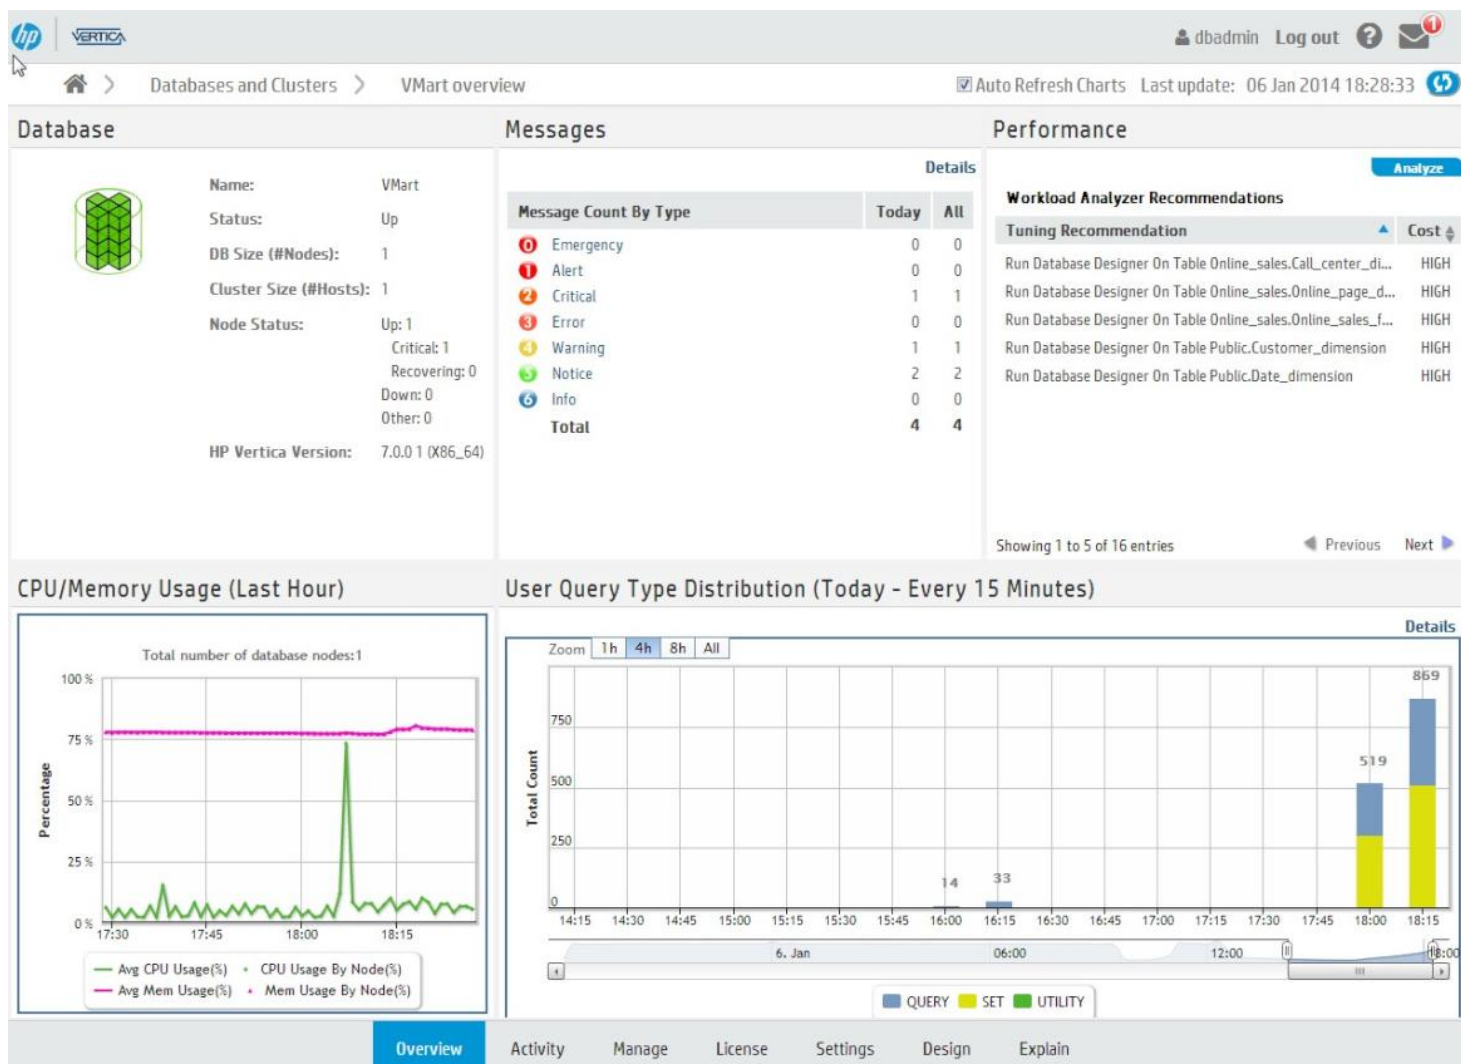 hp VERTICA
dbadmin Log out ? 1
Databases and Clusters VMart overview
Auto Refresh Charts Last update: 06 Jan 2014 18:28:33
Database
Name: VMart
Status: Up
DB Size (#Nodes): 1
Cluster Size (#Hosts): 1
Node Status: Up: 1
Critical: 1
Recovering: 0
Down: 0
Other: 0
HP Vertica Version: 7.0.0 1 (X86_64)
Messages
Details
Message Count By Type Today All
0 Emergency 0 0
1 Alert 0 0
2 Critical 1 1
3 Error 0 0
4 Warning 1 1
5 Notice 2 2
6 Info 0 0
Total 4 4
Performance
Analyze
Workload Analyzer Recommendations
Tuning Recommendation Cost
Run Database Designer On Table Online_sales.Call_center_di... HIGH
Run Database Designer On Table Online_sales.Online_page_d... HIGH
Run Database Designer On Table Online_sales.Online_sales_f... HIGH
Run Database Designer On Table Public.Customer_dimension HIGH
Run Database Designer On Table Public.Date_dimension HIGH
Showing 1 to 5 of 16 entries Previous Next
CPU/Memory Usage (Last Hour)
Total number of database nodes:1
100 %
75 %
50 %
25 %
0 %
Percentage
17:30 17:45 18:00 18:15
Avg CPU Usage(%) CPU Usage By Node(%)
Avg Mem Usage(%) Mem Usage By Node(%)
User Query Type Distribution (Today - Every 15 Minutes)
Details
Zoom 1h 4h 8h All
869
750
519
500
250
14 33
0
Total Count
14:15 14:30 14:45 15:00 15:15 15:30 15:45 16:00 16:15 16:30 16:45 17:00 17:15 17:30 17:45 18:00 18:15
6. Jan 06:00 12:00 18:00
QUERY SET UTILITY
Overview Activity Manage License Settings Design Explain